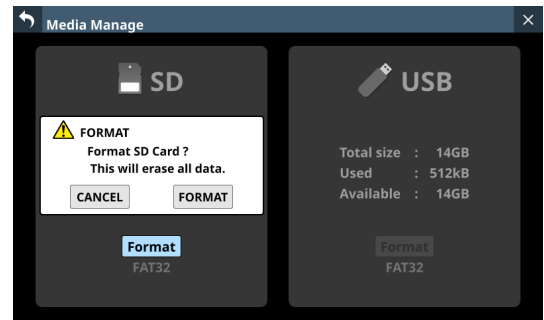 Media Manage
SD
FORMAT
Format SD Card ?
This will erase all data.
CANCEL
FORMAT
Format
FAT32
USB
Total size : 14GB
Used : 512kB
Available : 14GB
Format
FAT32